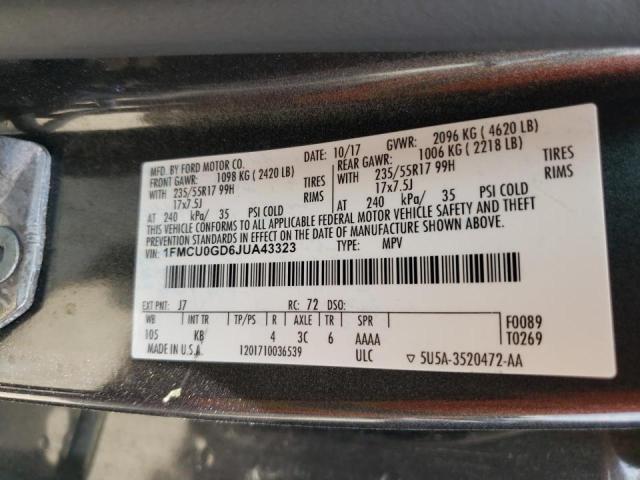 MFD. BY FORD MOTOR CO.
DATE: 10/17 GVWR: 2096 KG ( 4620 LB)
FRONT GAWR: 1098 KG ( 2420 LB) REAR GAWR: 1006 KG ( 2218 LB)
WITH 235/55R17 99H TIRES WITH 235/55R17 99H TIRES
17x7.5J RIMS 17x7.5J RIMS
AT 240 kPa/ 35 PSI COLD AT 240 kPa/ 35 PSI COLD
THIS VEHICLE CONFORMS TO ALL APPLICABLE FEDERAL MOTOR VEHICLE SAFETY AND THEFT
PREVENTION STANDARDS IN EFFECT ON THE DATE OF MANUFACTURE SHOWN ABOVE.
VIN: 1FMCU0GD6JUA43323 TYPE: MPV
EXT PNT: J7 RC: 72 DSO:
WB INT TR TP/PS R AXLE TR SPR F0089
105 KB 4 3C 6 AAAA T0269
MADE IN U.S.A. 1201710036539 ULC ▽ 5U5A-3520472-AA